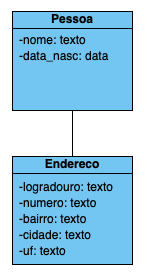 Pessoa
-nome: texto
-data_nasc: data
Endereco
-logradouro: texto
-numero: texto
-bairro: texto
-cidade: texto
-uf: texto